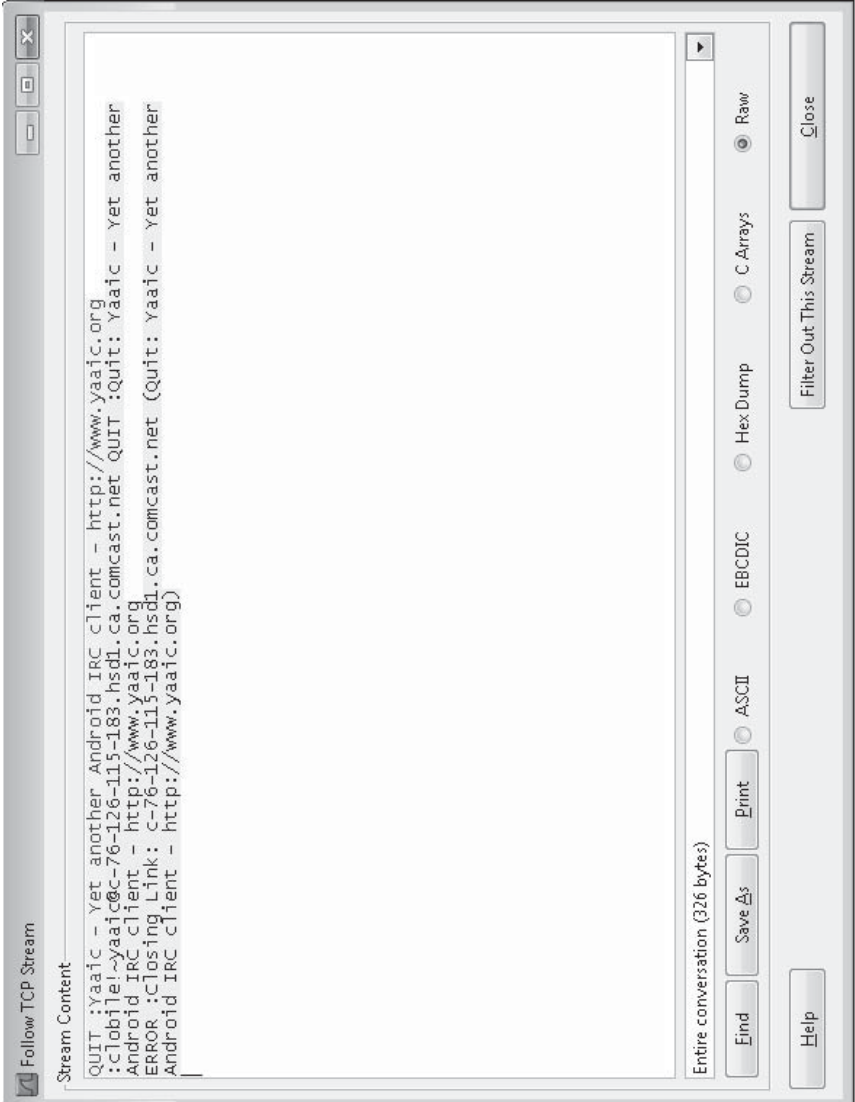 Follow TCP Stream
Stream Content
QUIT :Yaaic - Yet another Android IRC client - http://www.yaaic.org
:clobile!~yaaic@c-76-126-115-183.hsd1.ca.comcast.net QUIT :Quit: Yaaic - Yet another
Android IRC client - http://www.yaaic.org
ERROR :Closing Link: c-76-126-115-183.hsd1.ca.comcast.net (Quit: Yaaic - Yet another
Android IRC client - http://www.yaaic.org)
Entire conversation (326 bytes)
Find Save As Print ASCII EBCDIC Hex Dump C Arrays Raw
Help Filter Out This Stream Close